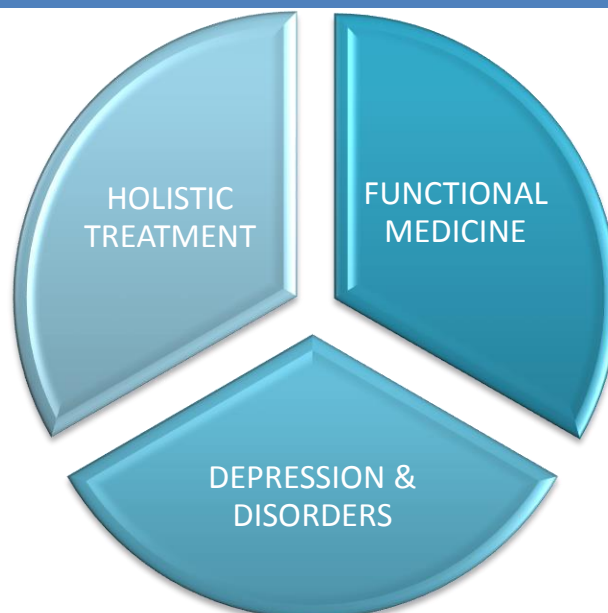 HOLISTIC
TREATMENT
FUNCTIONAL
MEDICINE
DEPRESSION &
DISORDERS